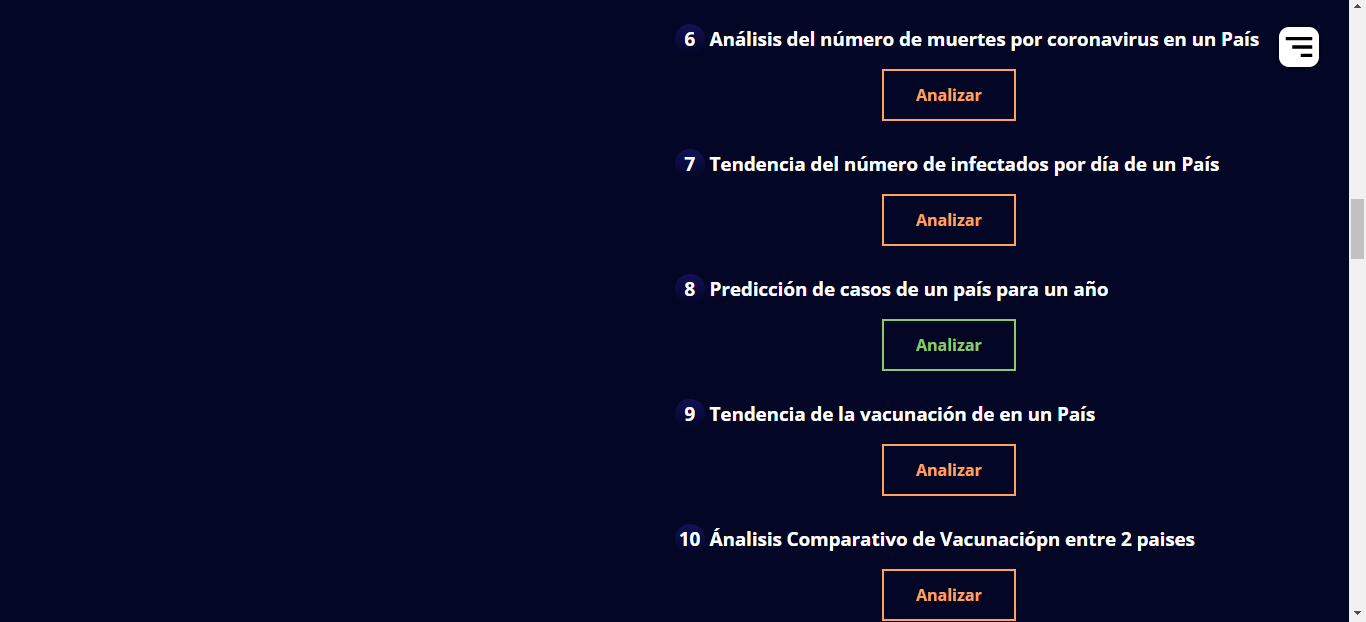 6 Análisis del número de muertes por coronavirus en un País
Analizar
7 Tendencia del número de infectados por día de un País
Analizar
8 Predicción de casos de un país para un año
Analizar
9 Tendencia de la vacunación de en un País
Analizar
10 Ánalisis Comparativo de Vacunaciópn entre 2 paises
Analizar